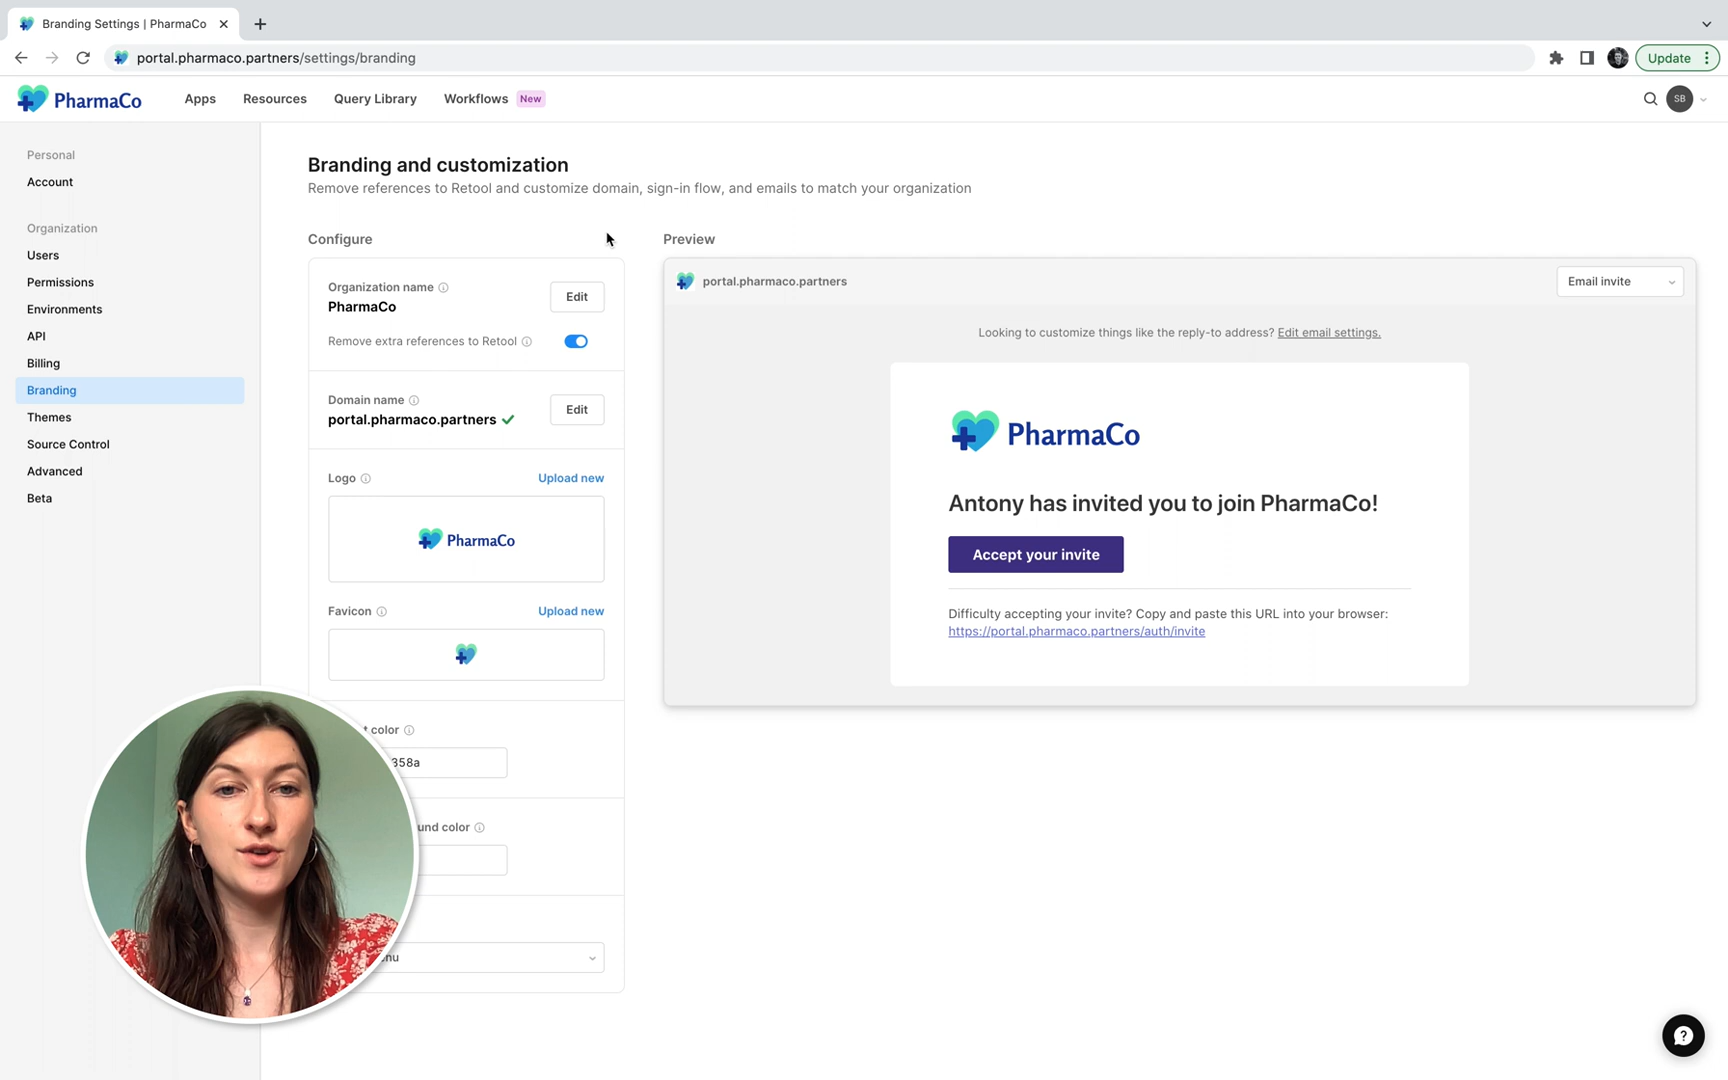 Branding Settings | PharmaCo
portal.pharmaco.partners/settings/branding
Update
PharmaCo
Apps
Resources
Query Library
Workflows New
SB
Personal
Account
Organization
Users
Permissions
Environments
API
Billing
Branding
Themes
Source Control
Advanced
Beta
Branding and customization
Remove references to Retool and customize domain, sign-in flow, and emails to match your organization
Configure
Organization name
PharmaCo
Edit
Remove extra references to Retool
Domain name
portal.pharmaco.partners
Edit
Logo
Upload new
PharmaCo
Favicon
Upload new
color
358a
und color
nu
Preview
portal.pharmaco.partners
Email invite
Looking to customize things like the reply-to address? Edit email settings.
PharmaCo
Antony has invited you to join PharmaCo!
Accept your invite
Difficulty accepting your invite? Copy and paste this URL into your browser:
https://portal.pharmaco.partners/auth/invite